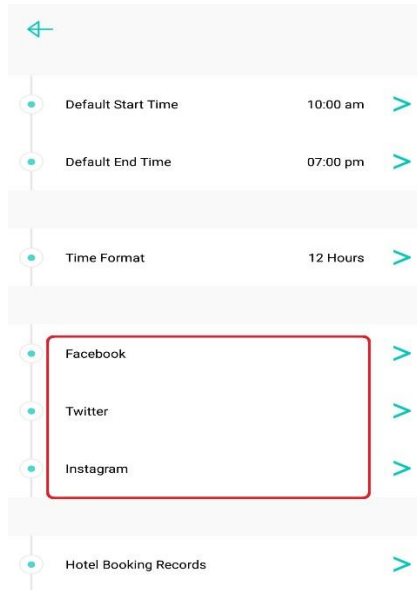 Default Start Time 10:00 am
Default End Time 07:00 pm
Time Format 12 Hours
Facebook
Twitter
Instagram
Hotel Booking Records